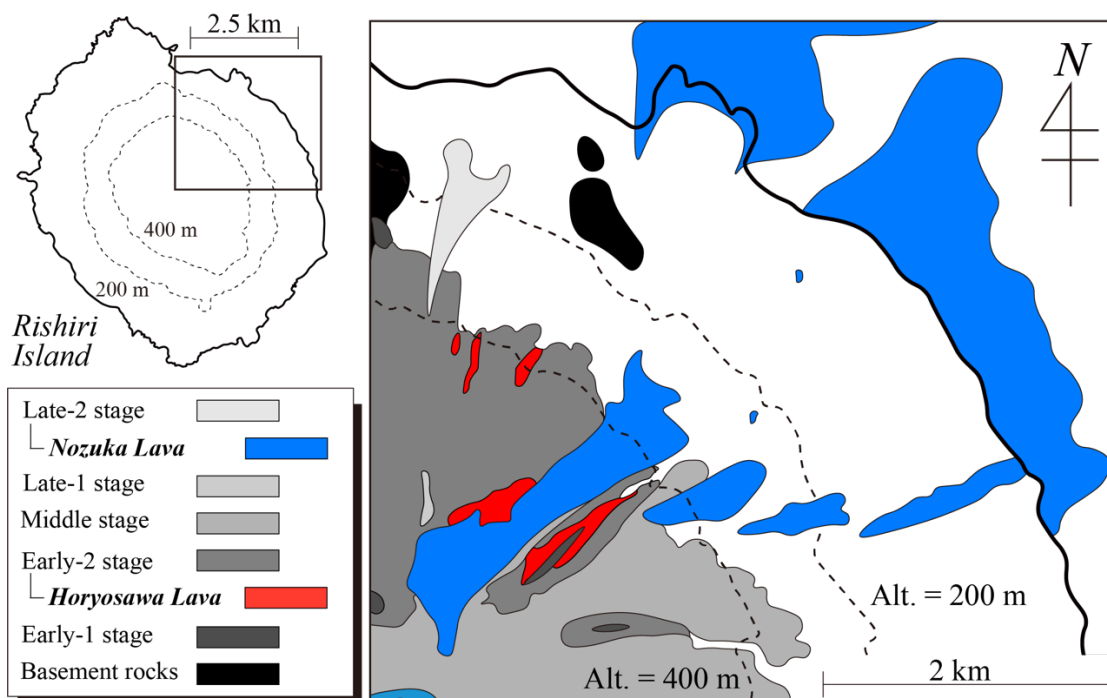 2.5 km
400 m
200 m
Rishiri
Island
Late-2 stage
Nozuka Lava
Late-1 stage
Middle stage
Early-2 stage
Horyosawa Lava
Early-1 stage
Basement rocks
N
Alt. = 200 m
Alt. = 400 m
2 km